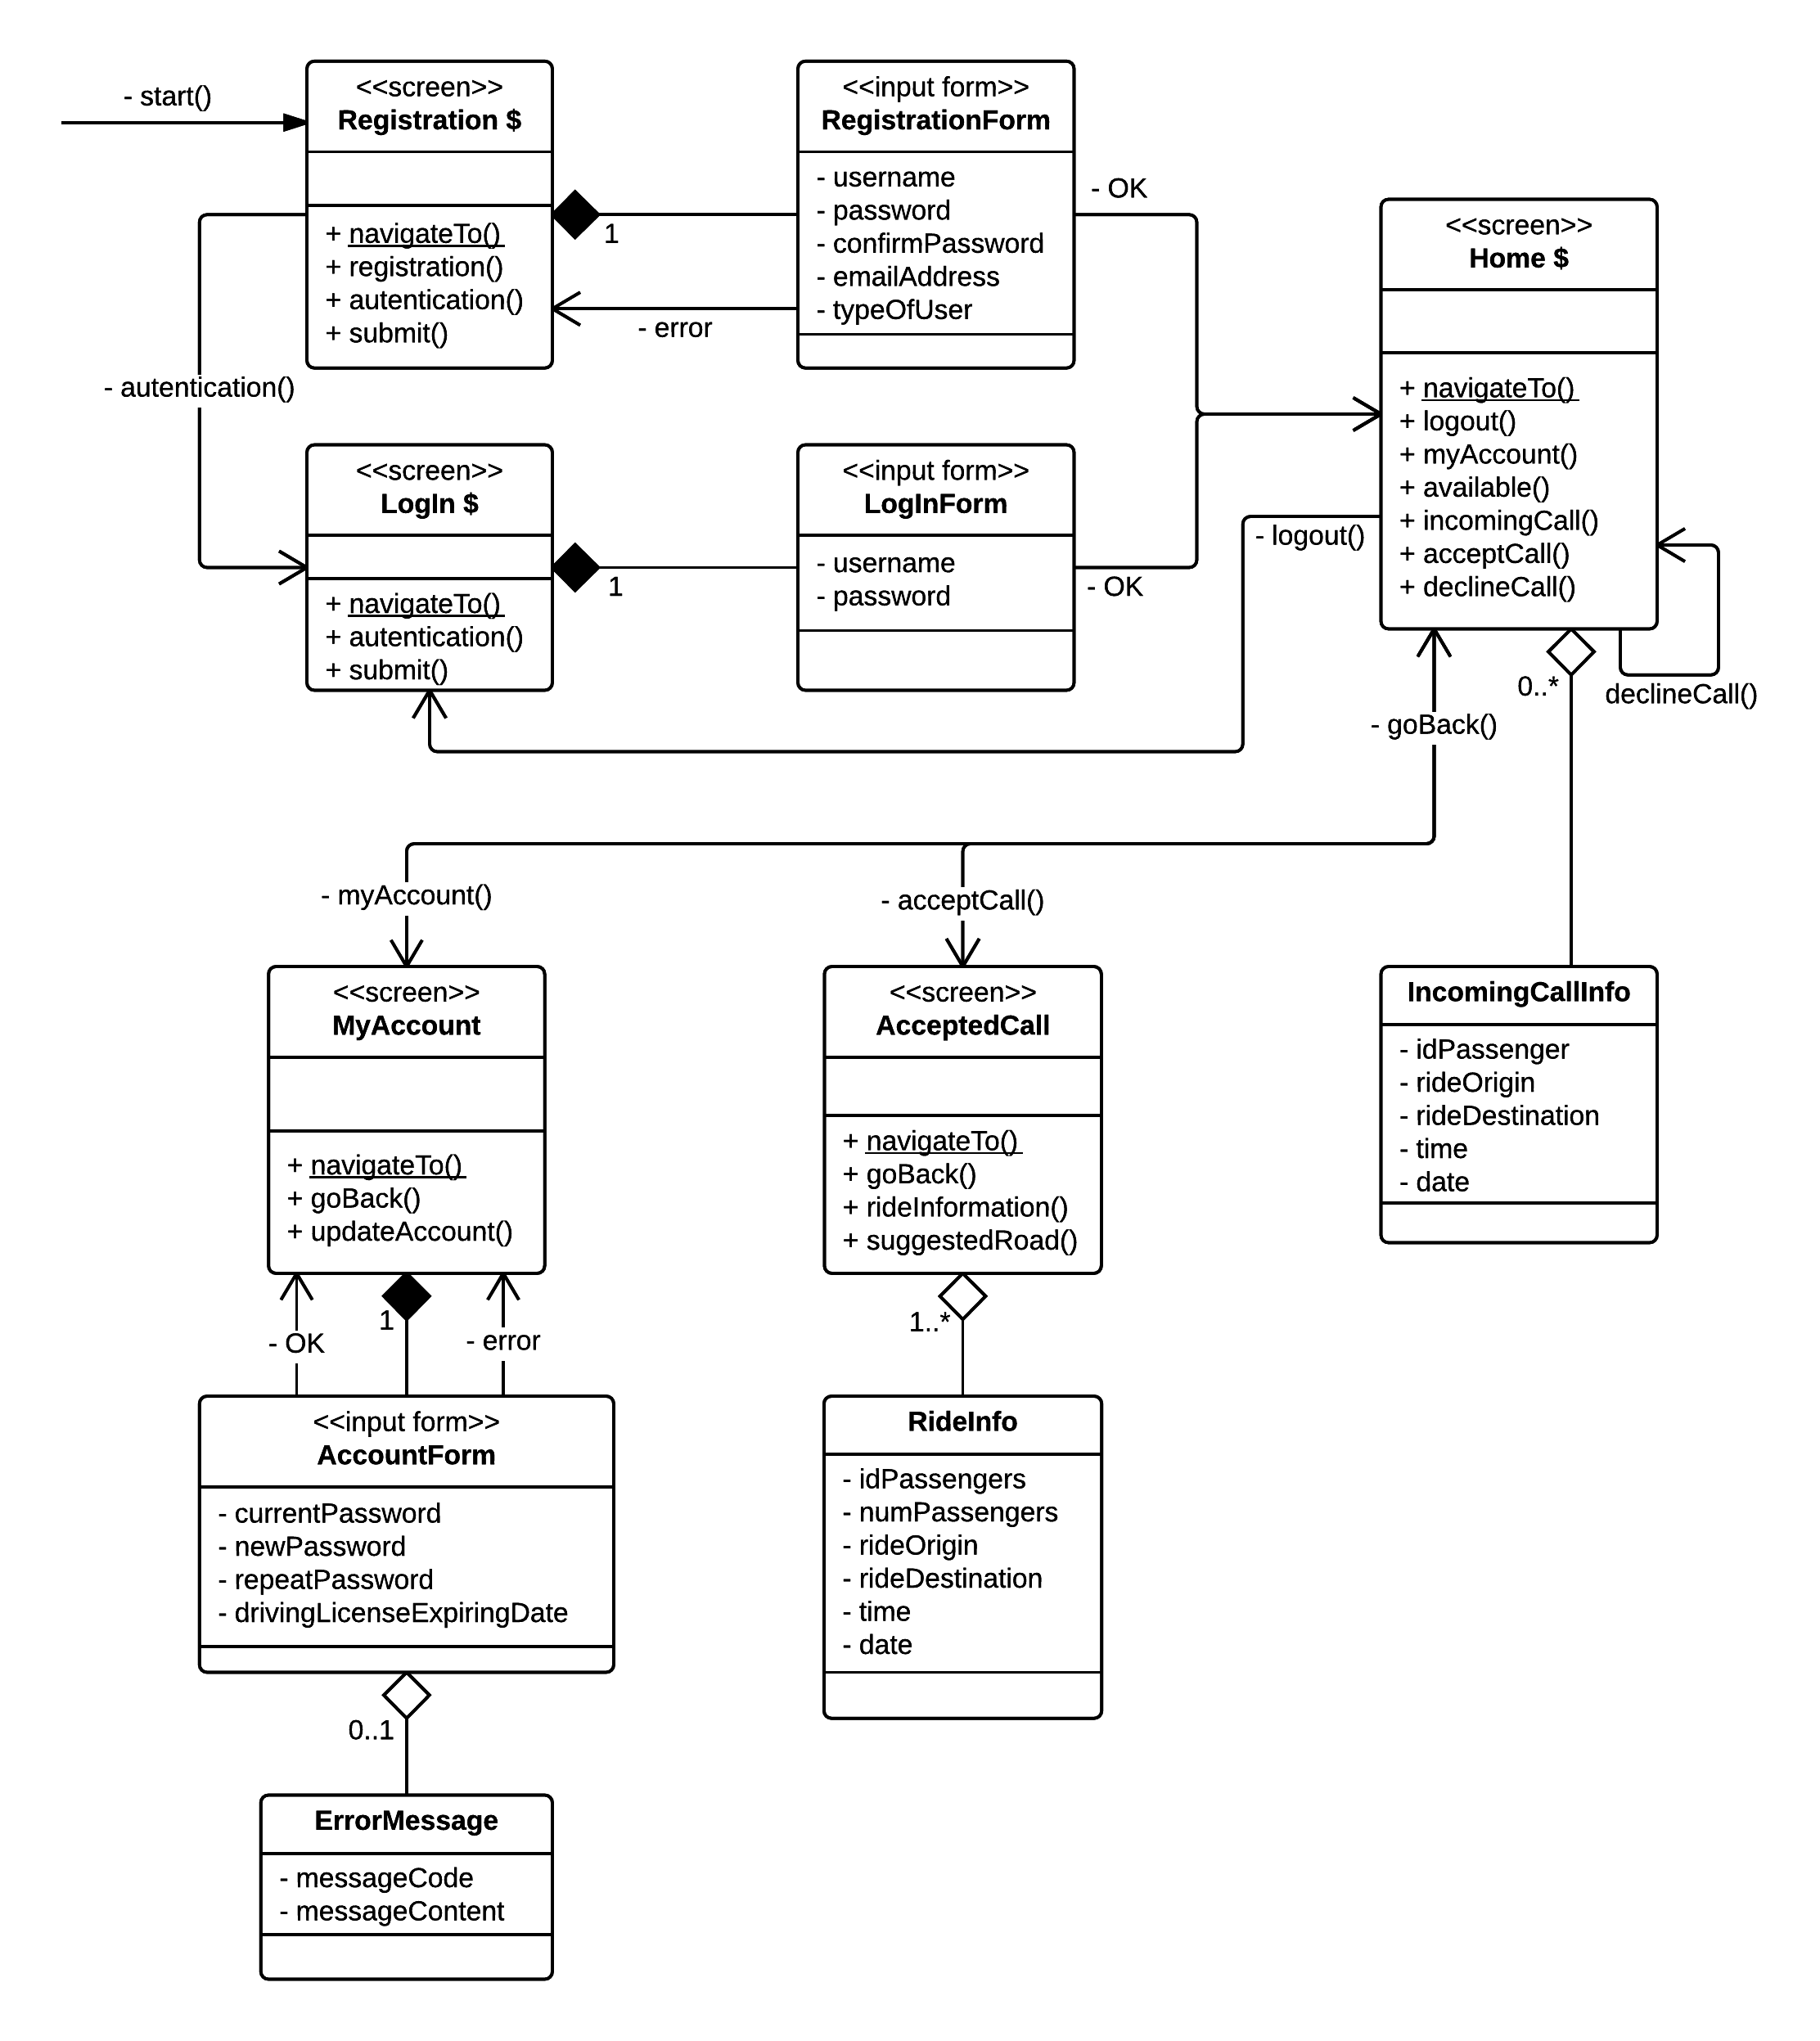 - start()
<<screen>>
Registration $
+ navigateTo()
+ registration()
+ autentication()
+ submit()
1
- error
<<input form>>
RegistrationForm
- username
- password
- confirmPassword
- emailAddress
- typeOfUser
- OK
- autentication()
<<screen>>
LogIn $
+ navigateTo()
+ autentication()
+ submit()
1
<<input form>>
LogInForm
- username
- password
- OK
<<screen>>
Home $
+ navigateTo()
+ logout()
+ myAccount()
+ available()
+ incomingCall()
+ acceptCall()
+ declineCall()
- logout()
0..*
declineCall()
- goBack()
- myAccount()
- acceptCall()
<<screen>>
MyAccount
+ navigateTo()
+ goBack()
+ updateAccount()
<<screen>>
AcceptedCall
+ navigateTo()
+ goBack()
+ rideInformation()
+ suggestedRoad()
IncomingCallInfo
- idPassenger
- rideOrigin
- rideDestination
- time
- date
- OK
1
- error
1..*
<<input form>>
AccountForm
- currentPassword
- newPassword
- repeatPassword
- drivingLicenseExpiringDate
RideInfo
- idPassengers
- numPassengers
- rideOrigin
- rideDestination
- time
- date
0..1
ErrorMessage
- messageCode
- messageContent